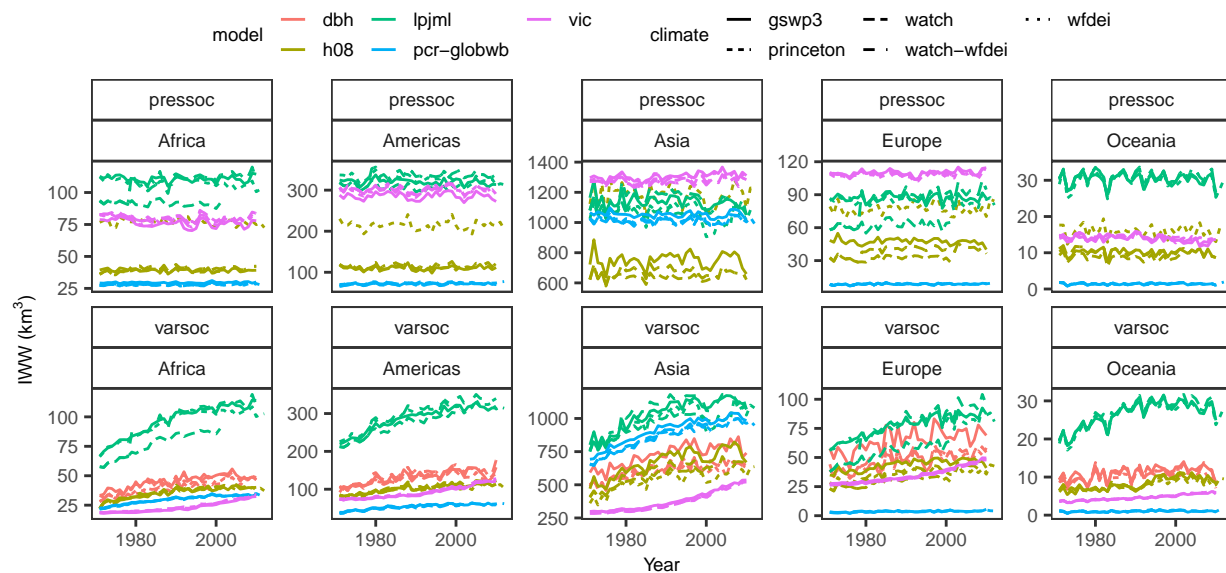 model dbh lpjml vic climate gswp3 watch wfdei
h08 pcr−globwb princeton watch−wfdei
pressoc pressoc pressoc pressoc pressoc
Africa Americas Asia Europe Oceania
100 75 50 25
300 200 100
1400 1200 1000 800 600
120 90 60 30
30 20 10 0
IWW (km³)
varsoc varsoc varsoc varsoc varsoc
Africa Americas Asia Europe Oceania
100 75 50 25
300 200 100
1000 750 500 250
100 75 50 25 0
30 20 10 0
1980 2000 1980 2000 1980 2000 1980 2000 1980 2000
Year